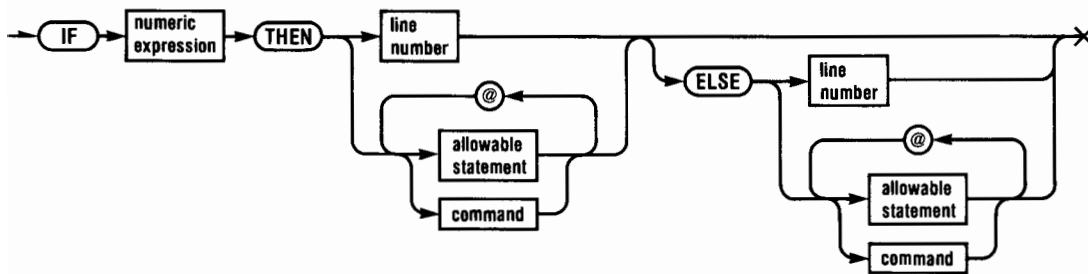 IF
numeric
expression
THEN
line
number
@
allowable
statement
command
ELSE
line
number
@
allowable
statement
command